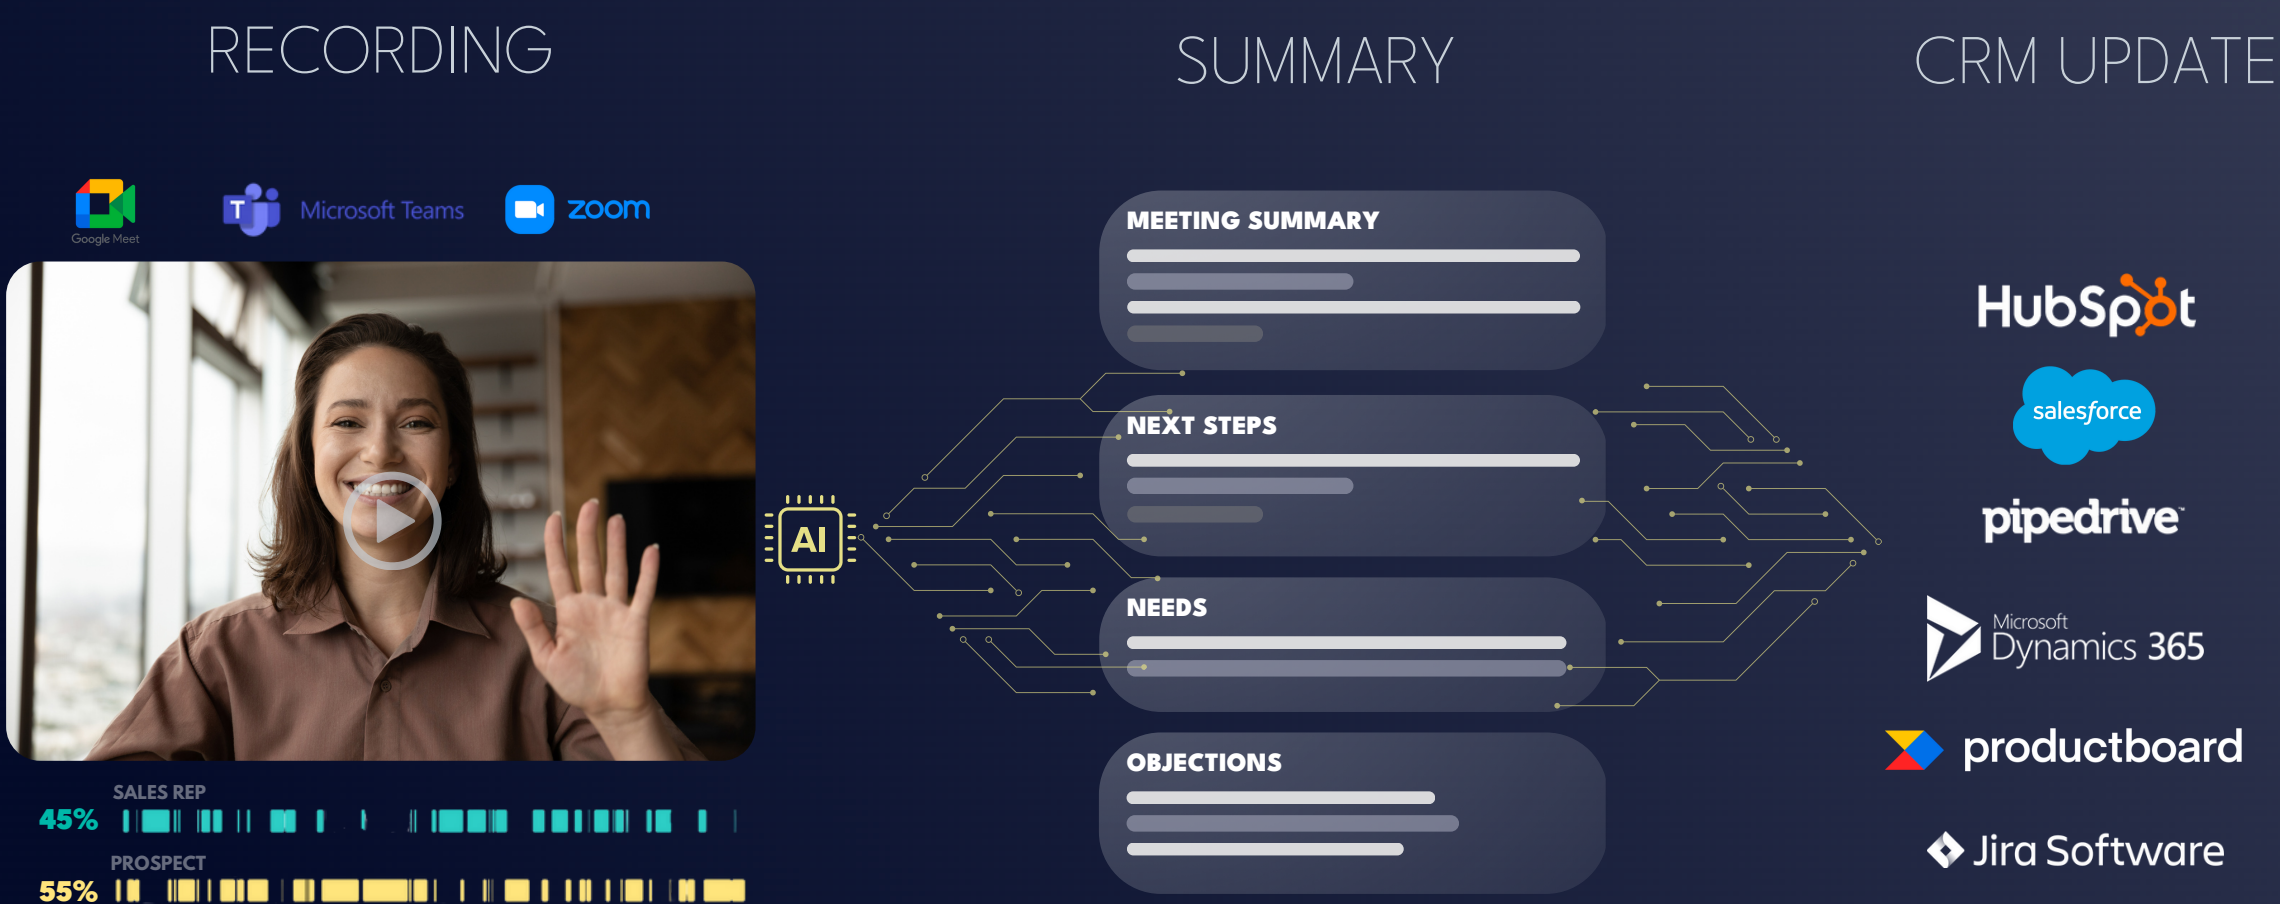 RECORDING
SUMMARY
CRM UPDATE
Google Meet
Microsoft Teams
zoom
SALES REP
45%
PROSPECT
55%
AI
MEETING SUMMARY
NEXT STEPS
NEEDS
OBJECTIONS
HubSpot
salesforce
pipedrive™
Microsoft
Dynamics 365
productboard
Jira Software